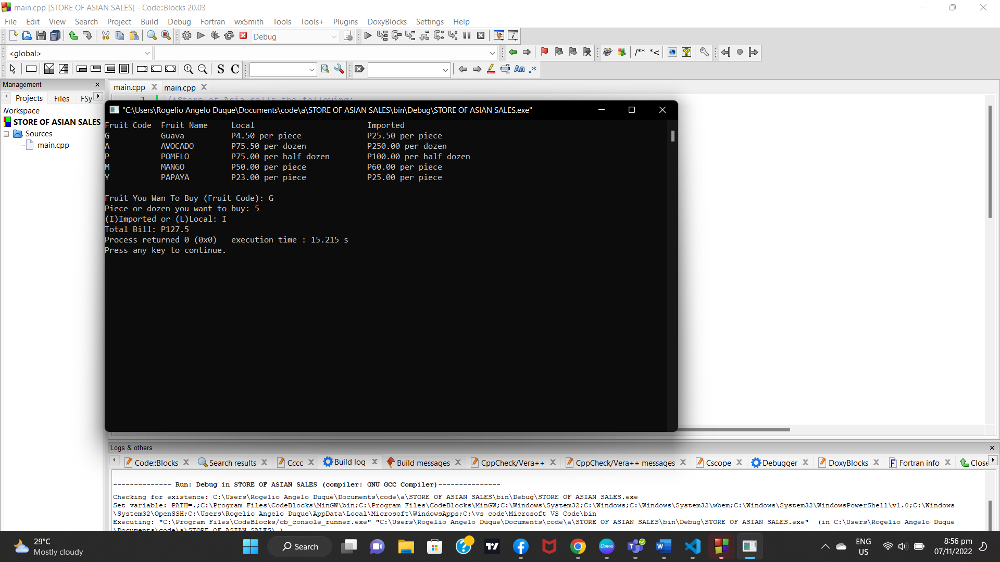 main.cpp [STORE OF ASIAN SALES] - Code::Blocks 20.03
File Edit View Search Project Build Debug Fortran wxSmith Tools Tools+ Plugins DoxyBlocks Settings Help
Debug
<global>
/** *<
S C
Aa .*
Management
main.cpp main.cpp
Projects Files FSy
1 /*Store of Asia sells the following:
Workspace
STORE OF ASIAN SALES
Sources
main.cpp
"C:\Users\Rogelio Angelo Duque\Documents\code\a\STORE OF ASIAN SALES\bin\Debug\STORE OF ASIAN SALES.exe"
Fruit Code Fruit Name Local Imported
G Guava P4.50 per piece P25.50 per piece
A AVOCADO P75.50 per dozen P250.00 per dozen
P POMELO P75.00 per half dozen P100.00 per half dozen
M MANGO P50.00 per piece P60.00 per piece
Y PAPAYA P23.00 per piece P25.00 per piece
Fruit You Wan To Buy (Fruit Code): G
Piece or dozen you want to buy: 5
(I)Imported or (L)Local: I
Total Bill: P127.5
Process returned 0 (0x0) execution time : 15.215 s
Press any key to continue.
Logs & others
Code::Blocks Search results Cccc Build log Build messages CppCheck/Vera++ CppCheck/Vera++ messages Cscope Debugger DoxyBlocks Fortran info Close
-------------- Run: Debug in STORE OF ASIAN SALES (compiler: GNU GCC Compiler)---------------
Checking for existence: C:\Users\Rogelio Angelo Duque\Documents\code\a\STORE OF ASIAN SALES\bin\Debug\STORE OF ASIAN SALES.exe
Set variable: PATH=.;C:\Program Files\CodeBlocks\MinGW\bin;C:\Program Files\CodeBlocks\MinGW;C:\Windows\System32;C:\Windows;C:\Windows\System32\wbem;C:\Windows\System32\WindowsPowerShell\v1.0;C:\Windows
\System32\OpenSSH;C:\Users\Rogelio Angelo Duque\AppData\Local\Microsoft\WindowsApps;C:\vs code\Microsoft VS Code\bin
Executing: "C:\Program Files\CodeBlocks/cb_console_runner.exe" "C:\Users\Rogelio Angelo Duque\Documents\code\a\STORE OF ASIAN SALES\bin\Debug\STORE OF ASIAN SALES.exe" (in C:\Users\Rogelio Angelo Duque
\Documents\code\a\STORE OF ASIAN SALES\.)
29°C
Mostly cloudy
Search
Canva
ENG
US
8:56 pm
07/11/2022